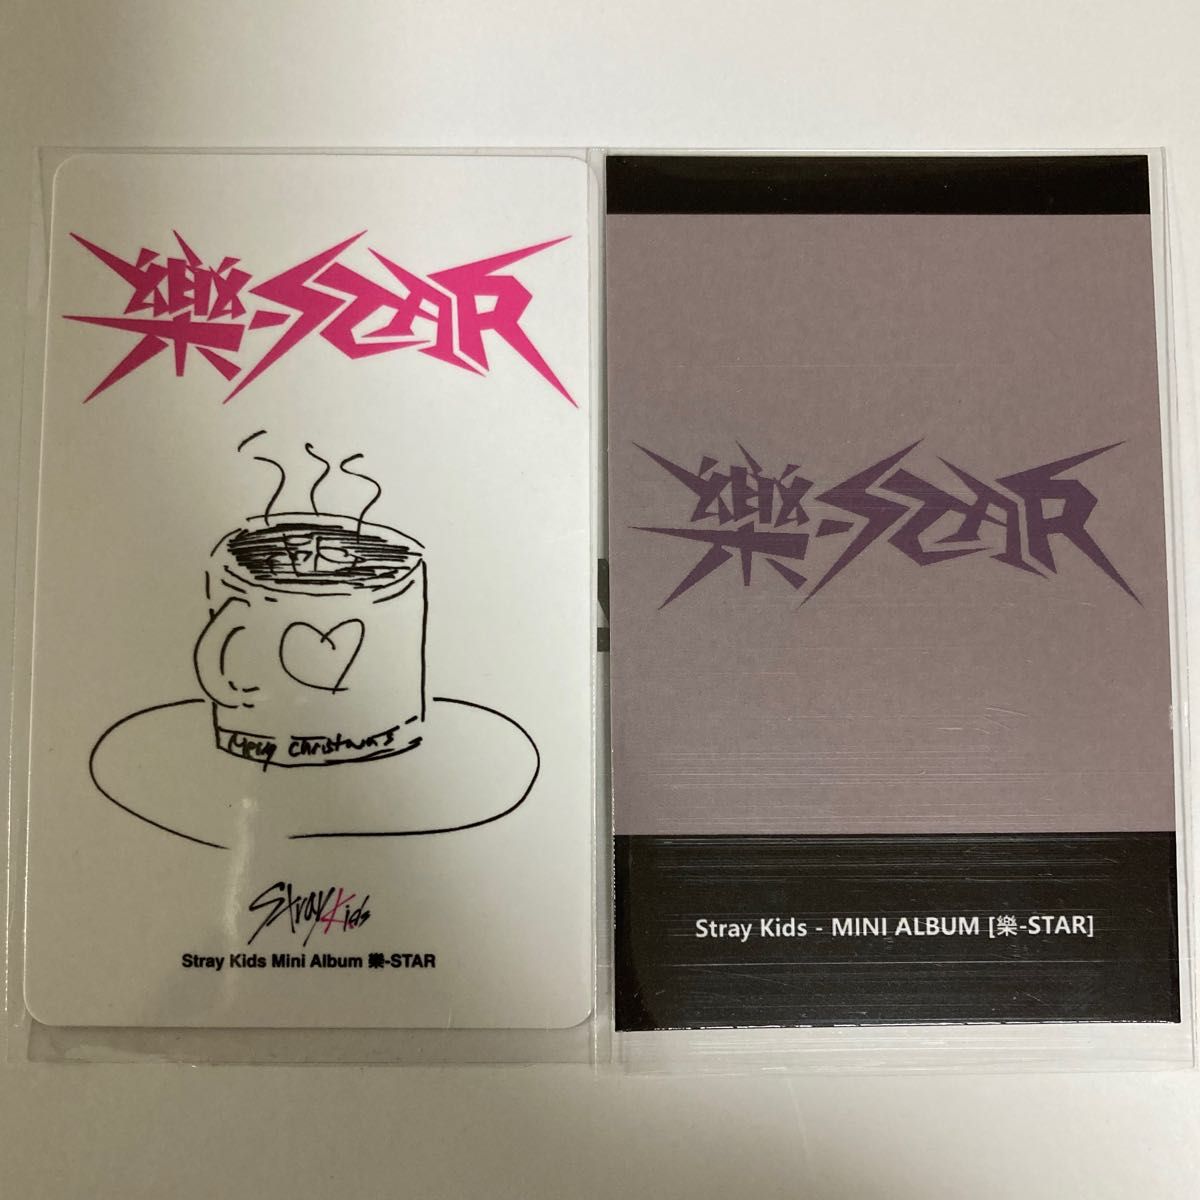 樂-STAR
Merry Christmas
Stray Kids
Stray Kids Mini Album 樂-STAR
樂-STAR
Stray Kids - MINI ALBUM [樂-STAR]